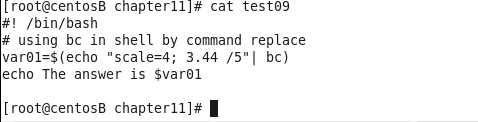 [root@centosB chapter11]# cat test09
#! /bin/bash
# using bc in shell by command replace
var01=$(echo "scale=4; 3.44 /5"| bc)
echo The answer is $var01
[root@centosB chapter11]#